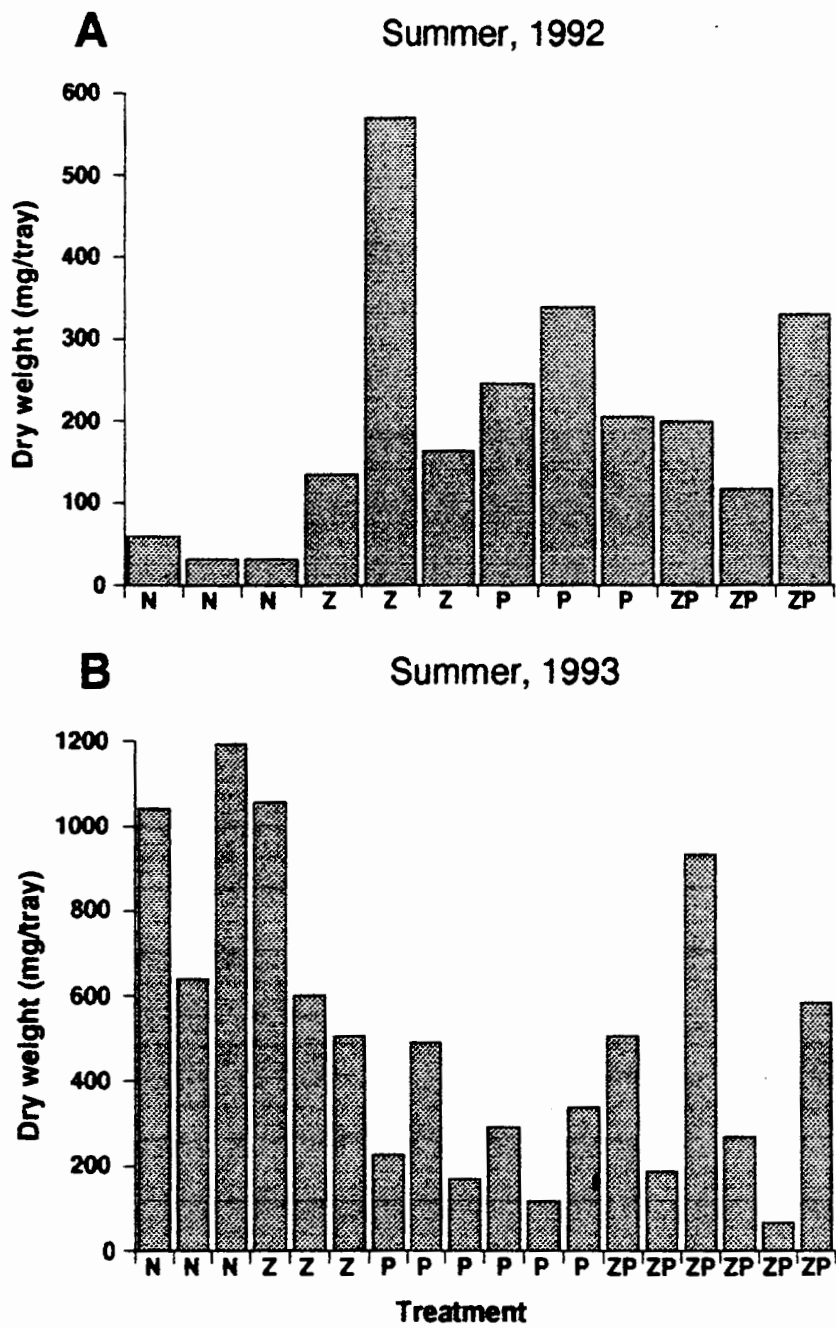 A Summer, 1992
Dry weight (mg/tray)
600
500
400
300
200
100
0
N N N Z Z Z P P P ZP ZP ZP
B Summer, 1993
Dry weight (mg/tray)
1200
1000
800
600
400
200
0
N N N Z Z Z P P P P P P ZP ZP ZP ZP ZP ZP
Treatment